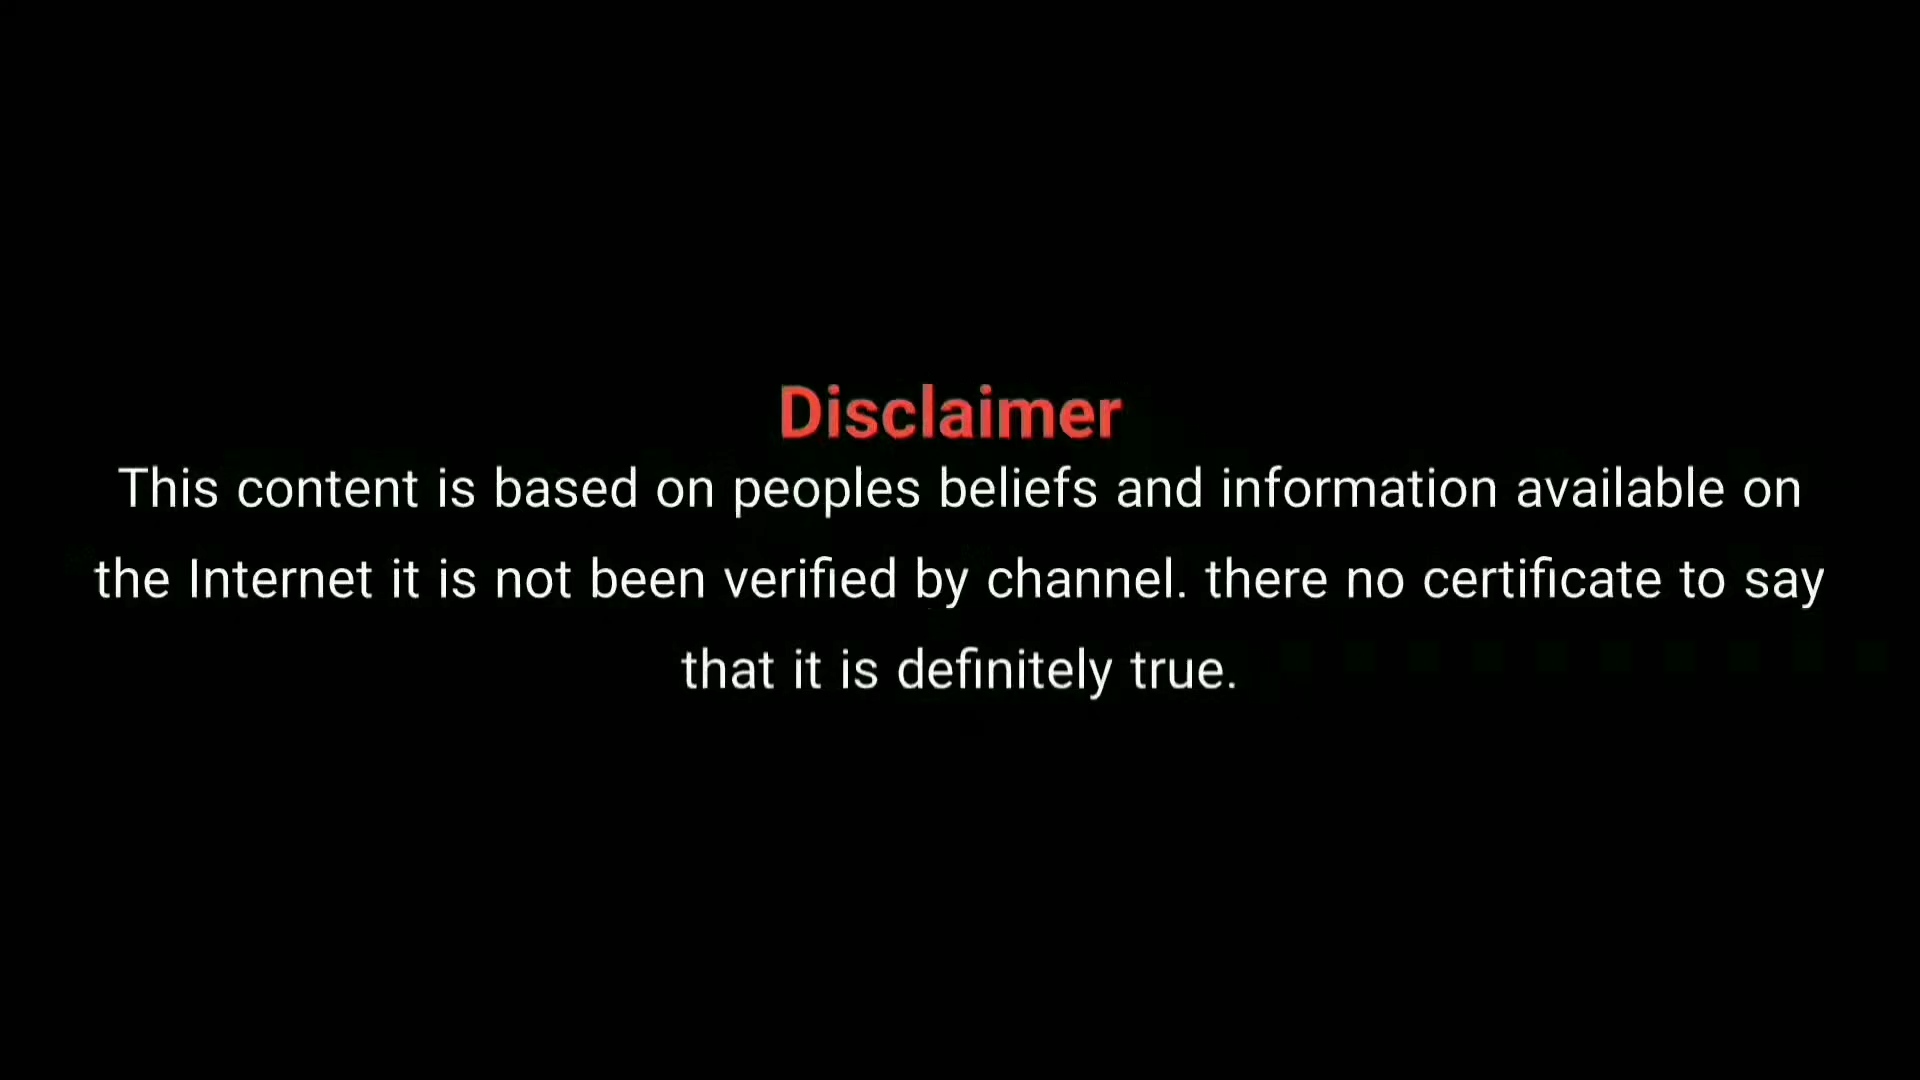 Disclaimer
This content is based on peoples beliefs and information available on
the Internet it is not been verified by channel. there no certificate to say
that it is definitely true.